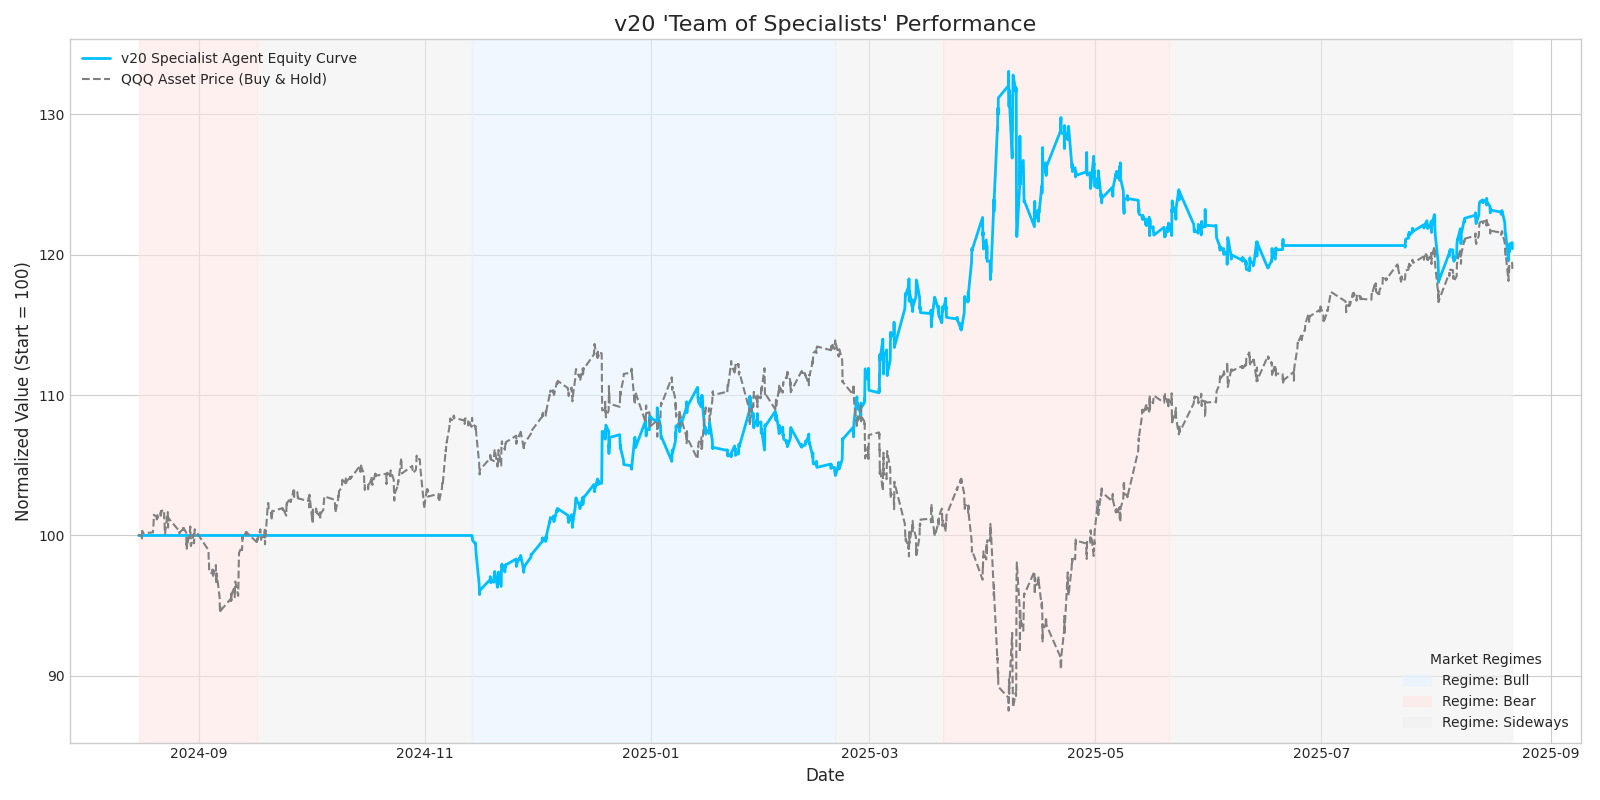 v20 'Team of Specialists' Performance
v20 Specialist Agent Equity Curve
QQQ Asset Price (Buy & Hold)
Normalized Value (Start = 100)
130
120
110
100
90
Market Regimes
Regime: Bull
Regime: Bear
Regime: Sideways
2024-09 2024-11 2025-01 2025-03 2025-05 2025-07 2025-09
Date